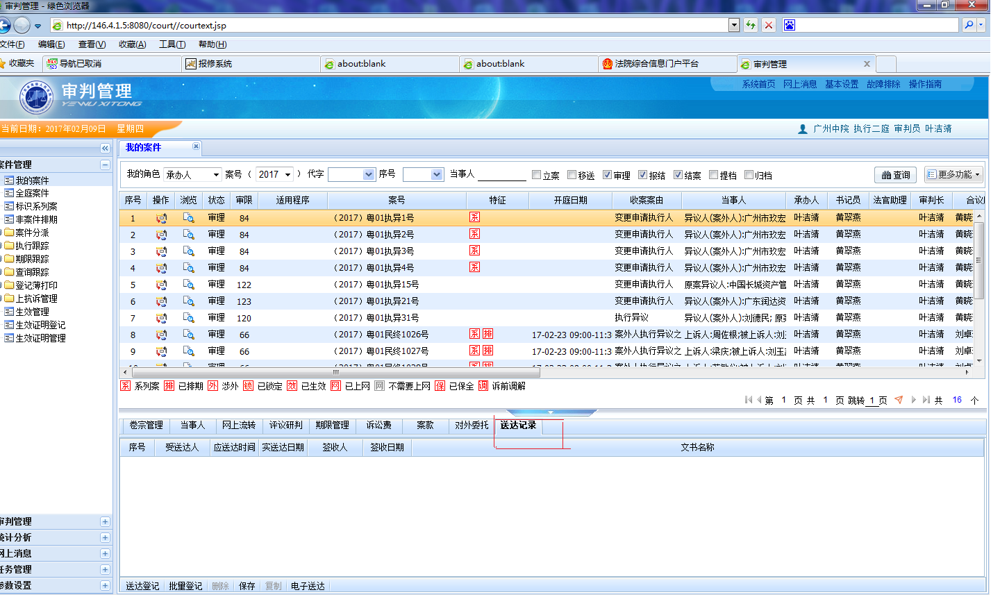 审判管理 - 绿色浏览器
http://146.4.1.5:8080/court//courtext.jsp
文件(F) 编辑(E) 查看(V) 收藏(A) 工具(T) 帮助(H)
收藏夹 导航已取消 报修系统 about:blank about:blank 法院综合信息门户平台 审判管理
系统首页 网上消息 基本设置 故障排除 操作指南
审判管理
YEWU XITONG
当前日期：2017年02月09日 星期四
广州中院 执行二庭 审判员 叶洁靖
我的案件
案件管理
我的案件
全庭案件
标识系列案
非案件排期
案件分派
执行跟踪
期限跟踪
查询跟踪
登记薄打印
上抗诉管理
生效管理
生效证明登记
生效证明管理
审判管理
统计分析
网上消息
任务管理
参数设置
我的角色 承办人 案号（ 2017 ）代字 序号 当事人 立案 移送 审理 报结 结案 提档 归档 查询 更多功能
序号 操作 浏览 状态 审限 适用程序 案号 特征 开庭日期 收案案由 当事人 承办人 书记员 法官助理 审判长 合议
1 审理 84 （2017）粤01执异1号 系 变更申请执行人 异议人(案外人):广州市玫宏 叶洁靖 黄翠燕 叶洁靖 黄晓
2 审理 84 （2017）粤01执异2号 系 变更申请执行人 异议人(案外人):广州市玫宏 叶洁靖 黄翠燕 叶洁靖 黄晓
3 审理 84 （2017）粤01执异3号 系 变更申请执行人 异议人(案外人):广州市玫宏 叶洁靖 黄翠燕 叶洁靖 黄晓
4 审理 84 （2017）粤01执异4号 系 变更申请执行人 异议人(案外人):广州市玫宏 叶洁靖 黄翠燕 叶洁靖 黄晓
5 审理 122 （2017）粤01执异15号 变更申请执行人 原案异议人:中国长城资产管 叶洁靖 黄翠燕 叶洁靖 黄晓
6 审理 123 （2017）粤01执异21号 变更申请执行人 异议人(案外人):广东润达资 叶洁靖 黄翠燕 叶洁靖 黄晓
7 审理 120 （2017）粤01执异31号 执行异议 异议人(案外人):刘德民; 原 叶洁靖 黄翠燕 叶洁靖 黄晓
8 审理 66 （2017）粤01民终1026号 系 排 17-02-23 09:00-11:3 案外人执行异议之 上诉人:周佐根;被上诉人:刘 叶洁靖 黄翠燕 叶洁靖 刘卓
9 审理 66 （2017）粤01民终1027号 系 排 17-02-23 09:00-11:3 案外人执行异议之 上诉人:梁庆;被上诉人:刘玉 叶洁靖 黄翠燕 叶洁靖 刘卓
系 系列案 排 已排期 外 涉外 锁 已锁定 效 已生效 网 已上网 网 不需要上网 保 已保全 调 诉前调解
第 1 页 共 1 页 跳转 1 页 共 16 个
卷宗管理 当事人 网上流转 评议研判 期限管理 诉讼费 案款 对外委托 送达记录
序号 受送达人 应送达时间 实送达日期 签收人 签收日期 文书名称
送达登记 批量登记 删除 保存 复制 电子送达